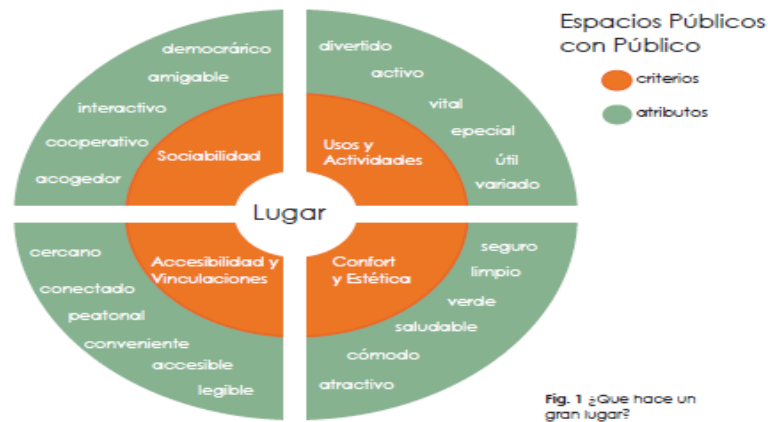 Espacios Públicos
con Público
criterios
atributos
democrárico
amigable
interactivo
cooperativo
acogedor
Sociabilidad
divertido
activo
vital
epecial
útil
variado
Usos y
Actividades
Lugar
cercano
conectado
peatonal
conveniente
accesible
legible
Accesibilidad y
Vinculaciones
Confort
y Estética
seguro
limpio
verde
saludable
cómodo
atractivo
Fig. 1 ¿Que hace un
gran lugar?